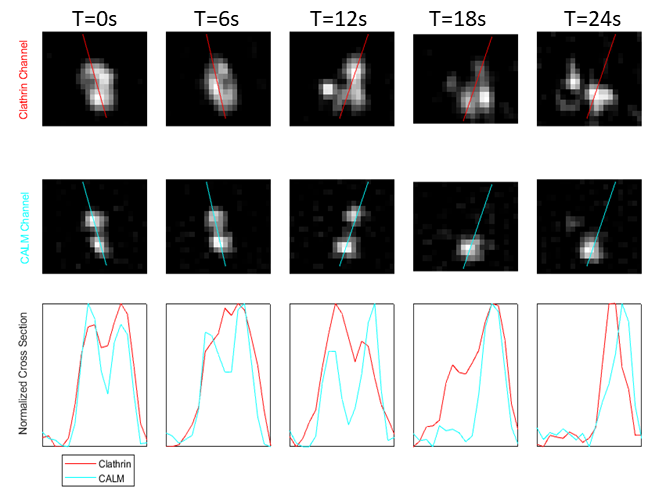 T=0s T=6s T=12s T=18s T=24s
Clathrin Channel
CALM Channel
Normalized Cross Section
Clathrin
CALM